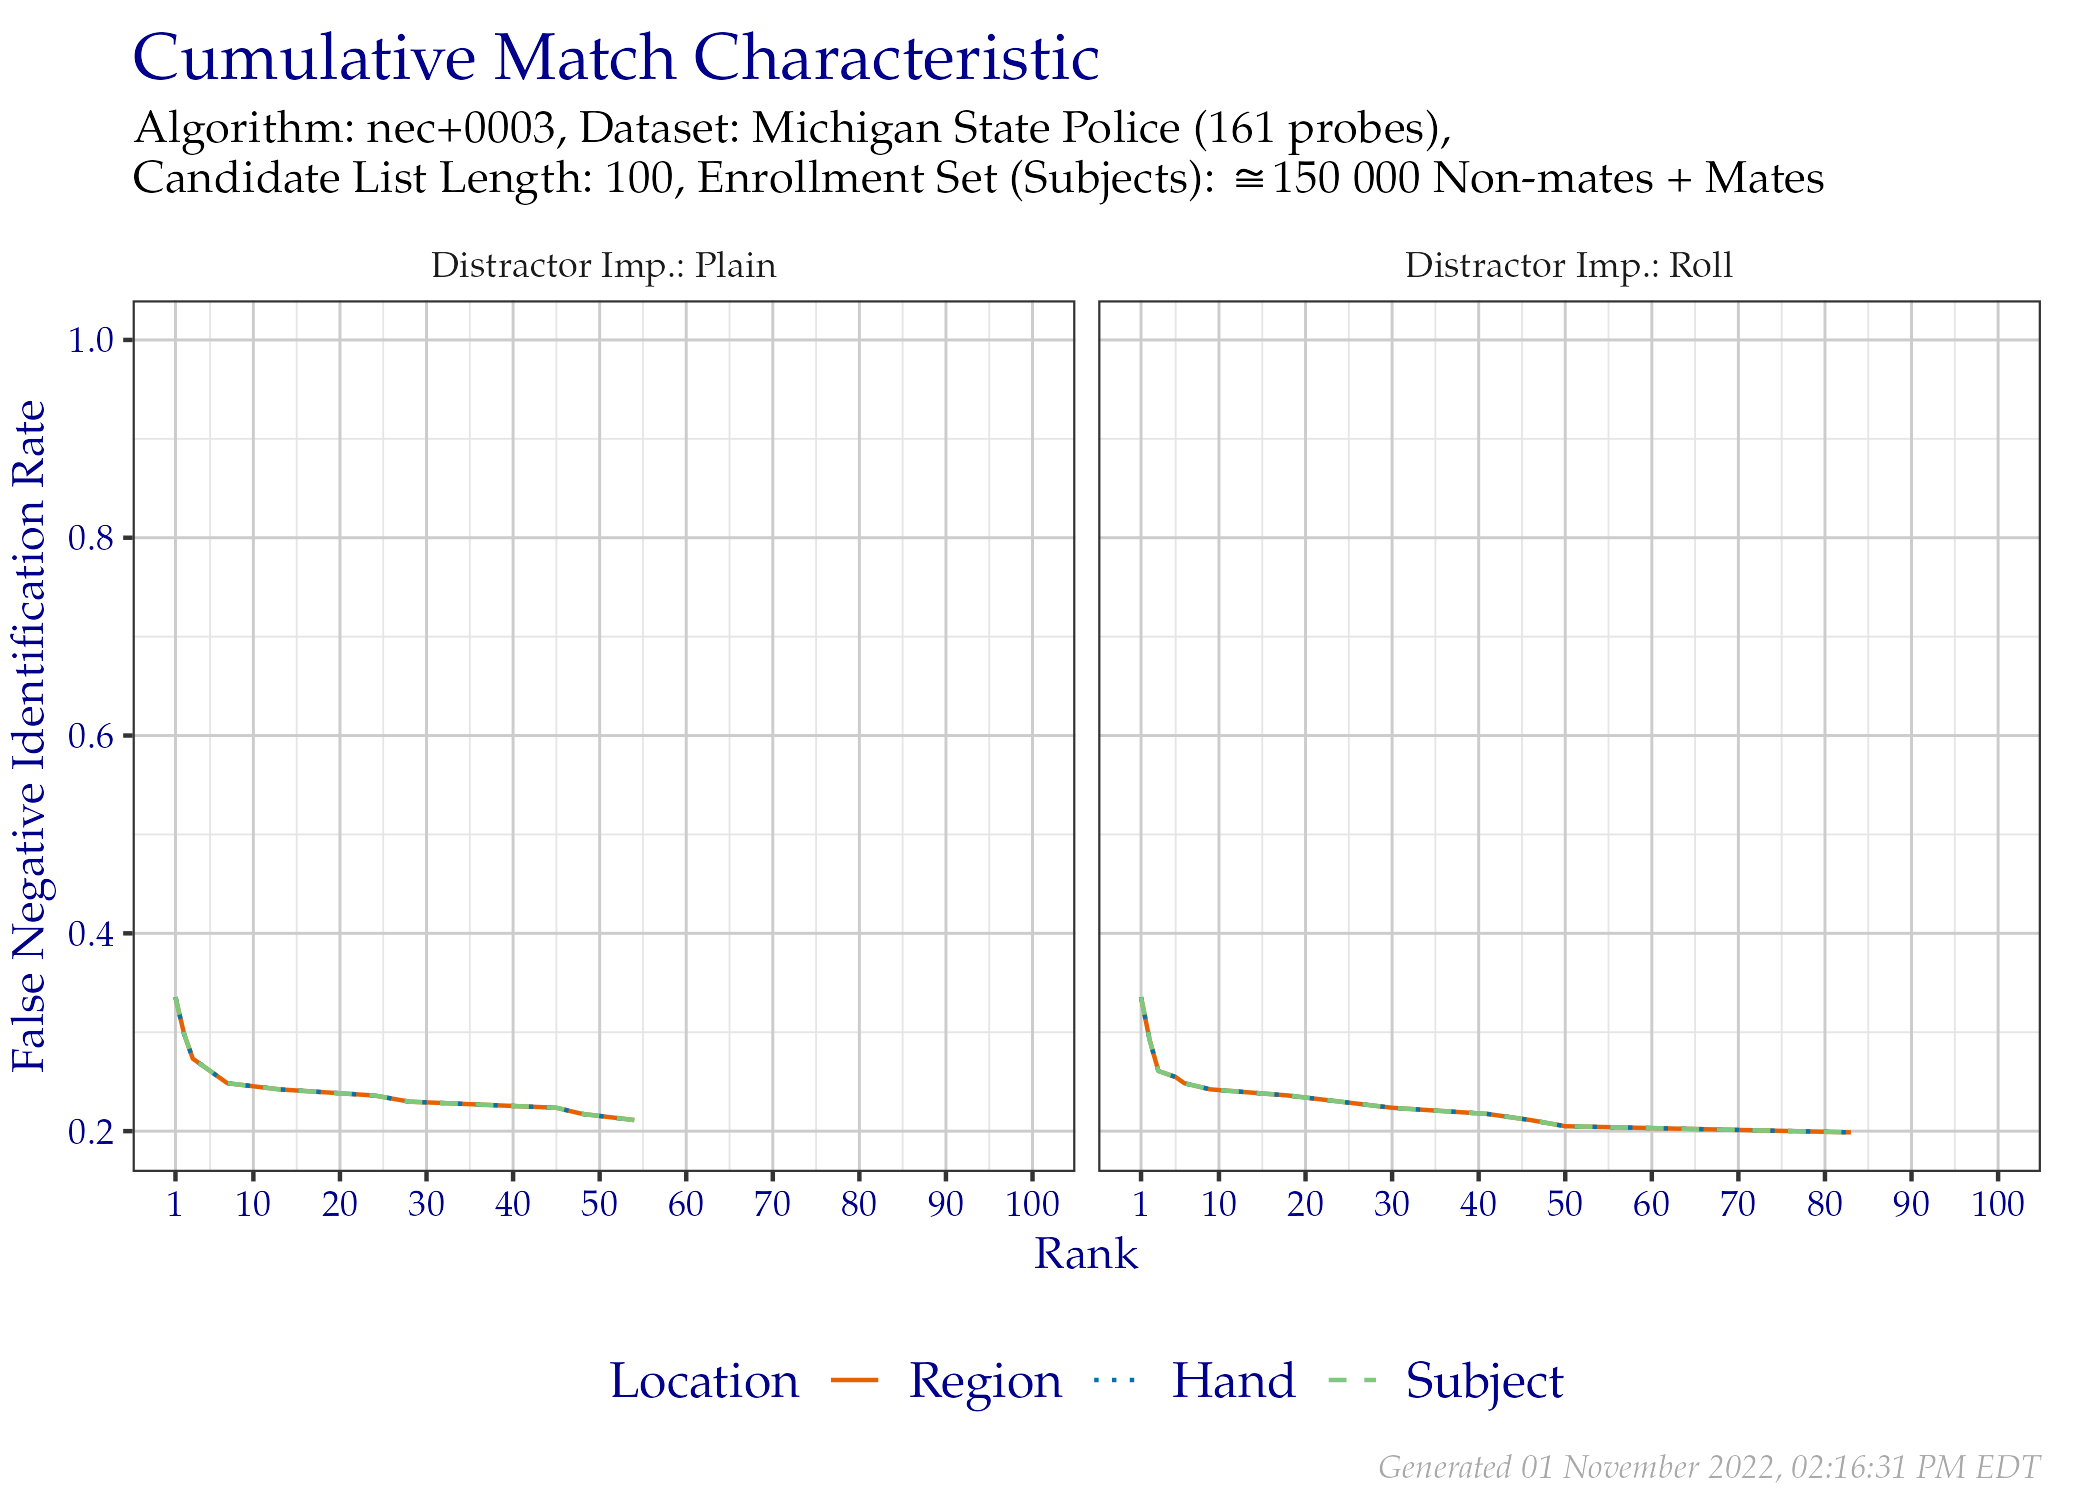 Cumulative Match Characteristic
Algorithm: nec+0003, Dataset: Michigan State Police (161 probes),
Candidate List Length: 100, Enrollment Set (Subjects): ≅150 000 Non-mates + Mates
Distractor Imp.: Plain
Distractor Imp.: Roll
False Negative Identification Rate
1.0
0.8
0.6
0.4
0.2
1 10 20 30 40 50 60 70 80 90 100
1 10 20 30 40 50 60 70 80 90 100
Rank
Location Region Hand Subject
Generated 01 November 2022, 02:16:31 PM EDT